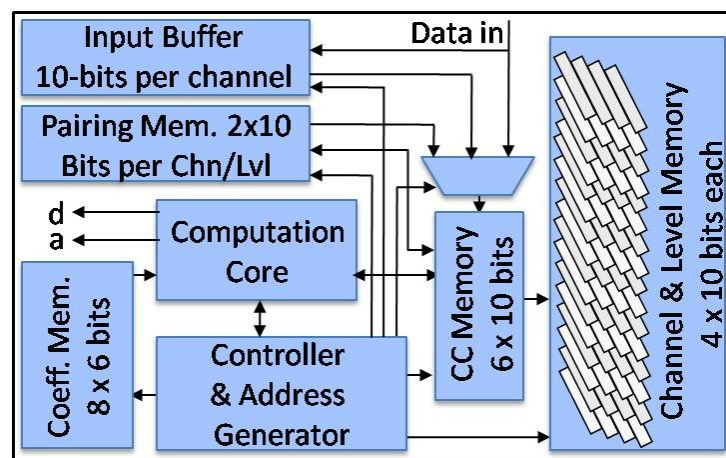 Input Buffer
10-bits per channel
Data in
Pairing Mem. 2x10
Bits per Chn/Lvl
d
a
Computation
Core
Coeff. Mem.
8 x 6 bits
Controller
& Address
Generator
CC Memory
6 x 10 bits
Channel & Level Memory
4 x 10 bits each